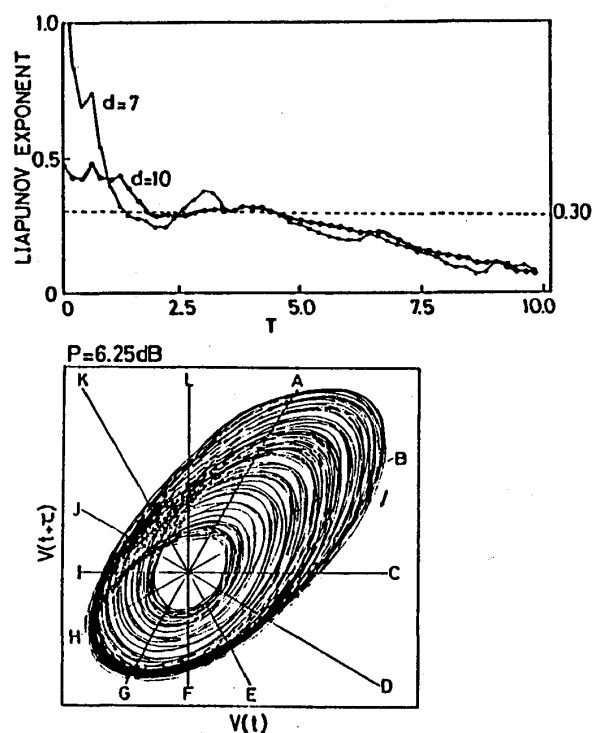 1.0
LIAPUNOV EXPONENT
d=7
0.5
d=10
0.30
0
0 2.5 5.0 7.5 10.0
T
P=6.25dB
K L A
B
J
V(t+τ)
I C
H
D
G F E
V(t)